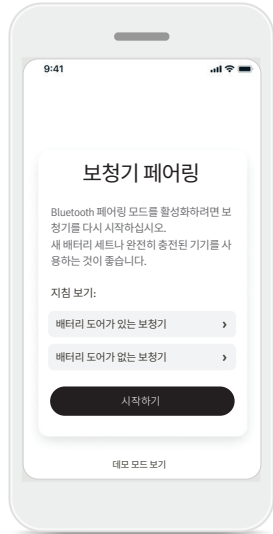 9:41
보청기 페어링
Bluetooth 페어링 모드를 활성화하려면 보
청기를 다시 시작하십시오.
새 배터리 세트나 완전히 충전된 기기를 사
용하는 것이 좋습니다.
지침 보기:
배터리 도어가 있는 보청기
배터리 도어가 없는 보청기
시작하기
데모 모드 보기